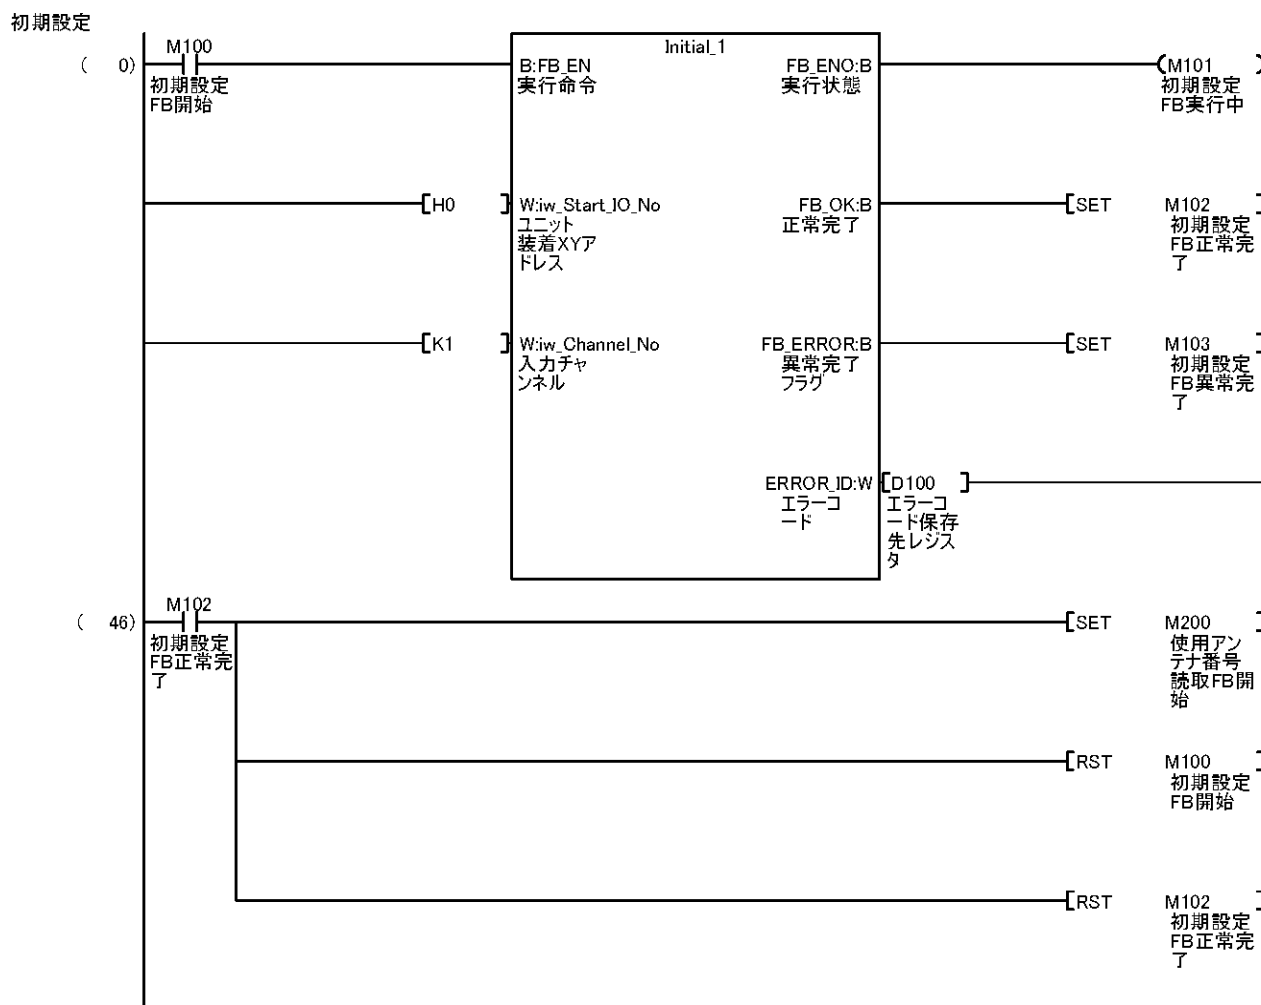 初期設定
M100
Initial_1
( 0)
B:FB_EN
FB_ENO:B
M101
初期設定
FB開始
実行命令
実行状態
初期設定
FB実行中
H0
W:iw_Start_IO_No
FB_OK:B
SET M102
ユニット
装着XYア
ドレス
正常完了
初期設定
FB正常完
了
K1
W:iw_Channel_No
FB_ERROR:B
SET M103
入力チャ
ンネル
異常完了
フラグ
初期設定
FB異常完
了
ERROR_ID:W
D100
エラーコ
ード
エラーコ
ード保存
先レジス
タ
M102
( 46)
SET M200
初期設定
FB正常完
了
使用アン
テナ番号
読取FB開
始
RST M100
初期設定
FB開始
RST M102
初期設定
FB正常完
了